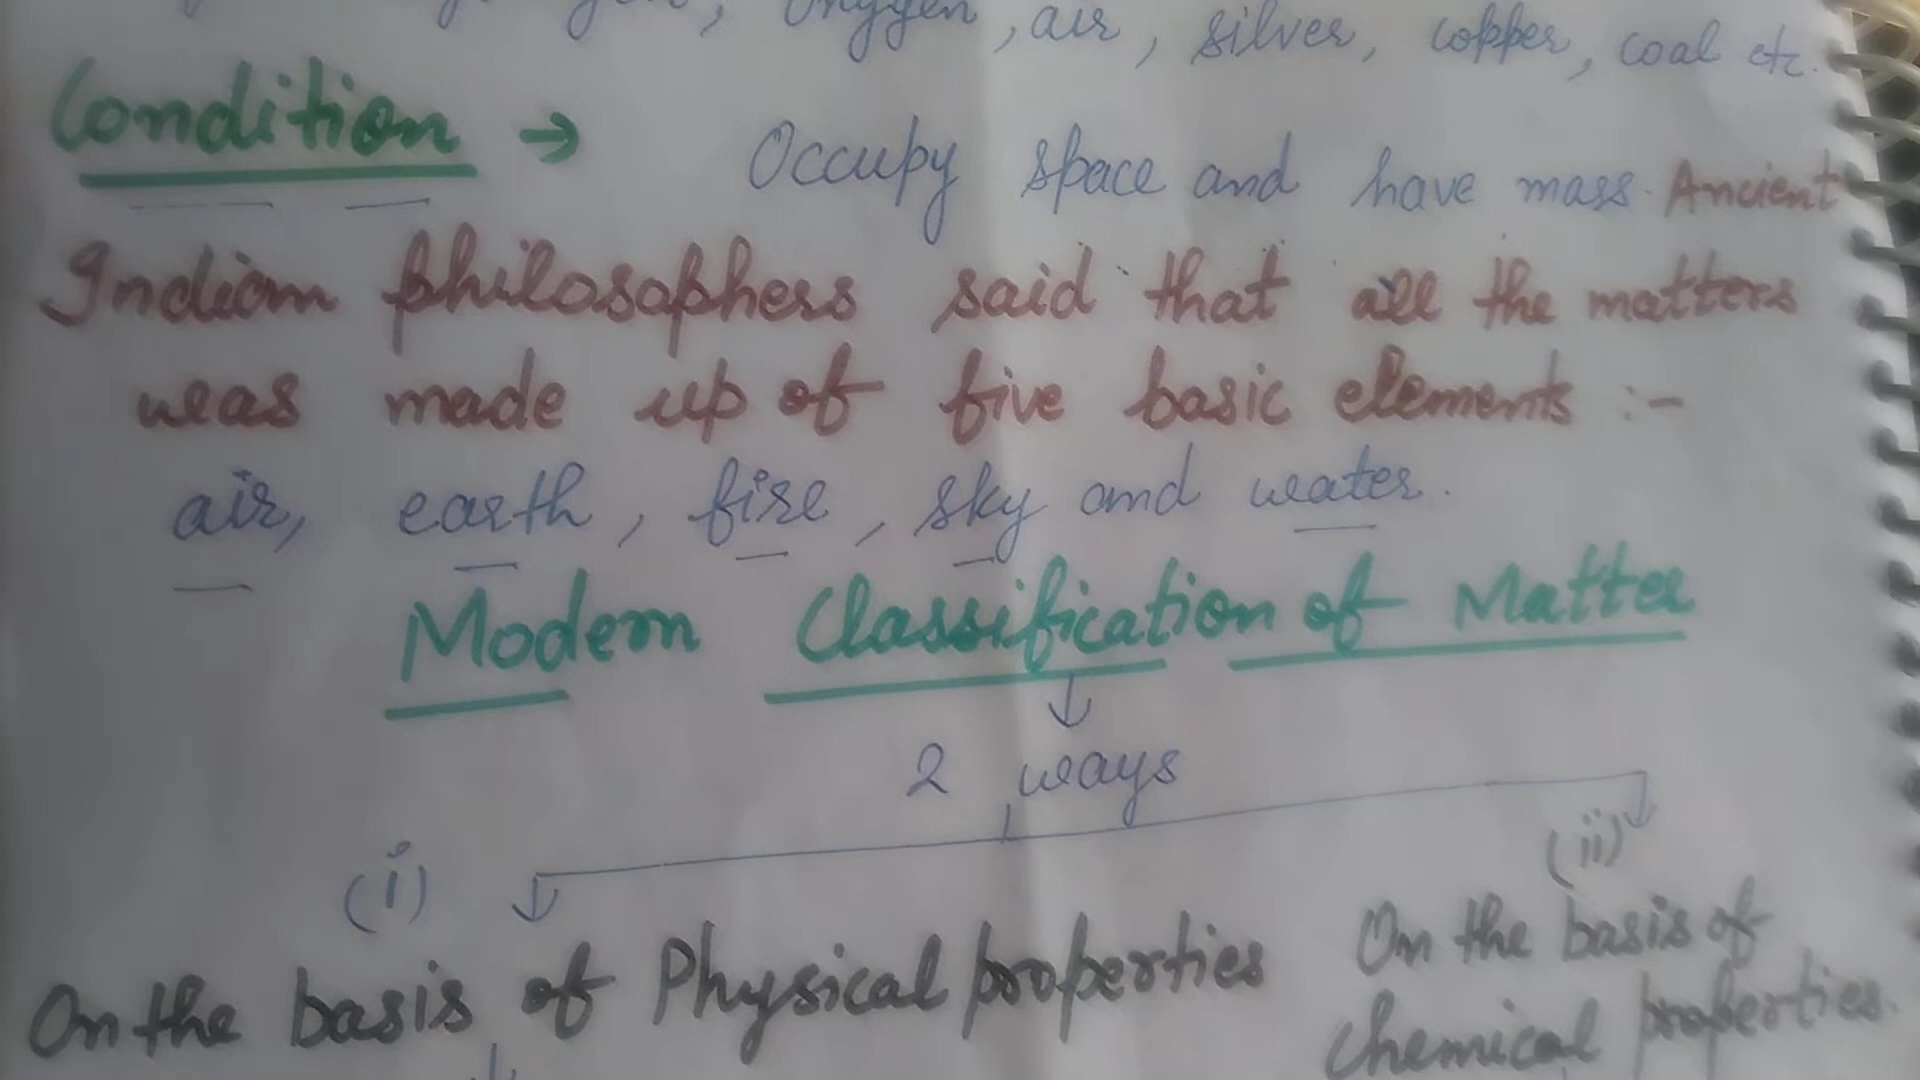 Oxygen, air, silver, copper, coal etc.
Condition → Occupy space and have mass. Ancient
Indian philosophers said that all the matters
was made up of five basic elements :-
air, earth, fire, sky and water.
Modern Classification of Matter
↓
2 ways
(i) (ii)
On the basis of Physical properties
On the basis of
chemical properties.